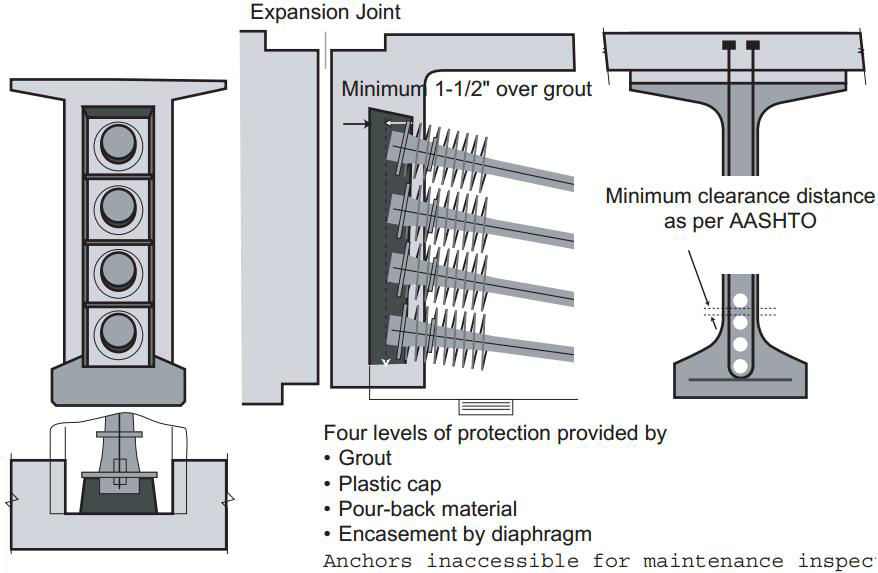 Expansion Joint
Minimum 1-1/2" over grout
Minimum clearance distance
as per AASHTO
Four levels of protection provided by
• Grout
• Plastic cap
• Pour-back material
• Encasement by diaphragm
Anchors inaccessible for maintenance inspec